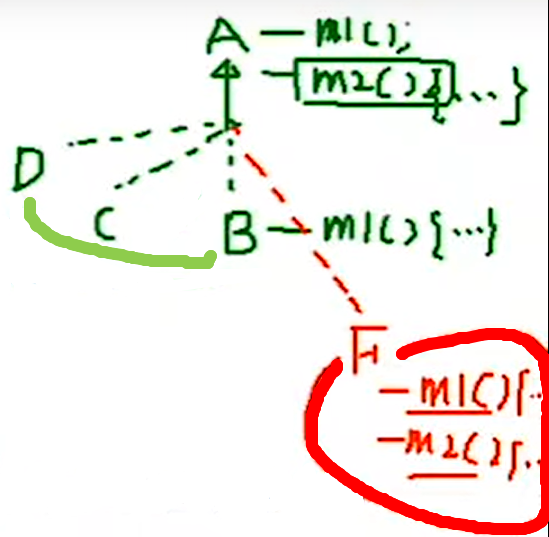 A — m1();
— m2(){...}
D
C
B — m1(){...}
F
— m1(){..
— m2(){..